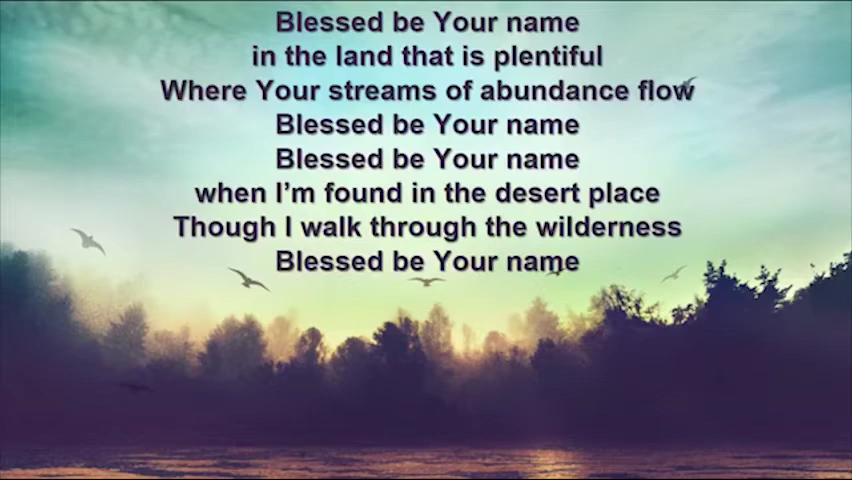 Blessed be Your name
in the land that is plentiful
Where Your streams of abundance flow
Blessed be Your name
Blessed be Your name
when I’m found in the desert place
Though I walk through the wilderness
Blessed be Your name